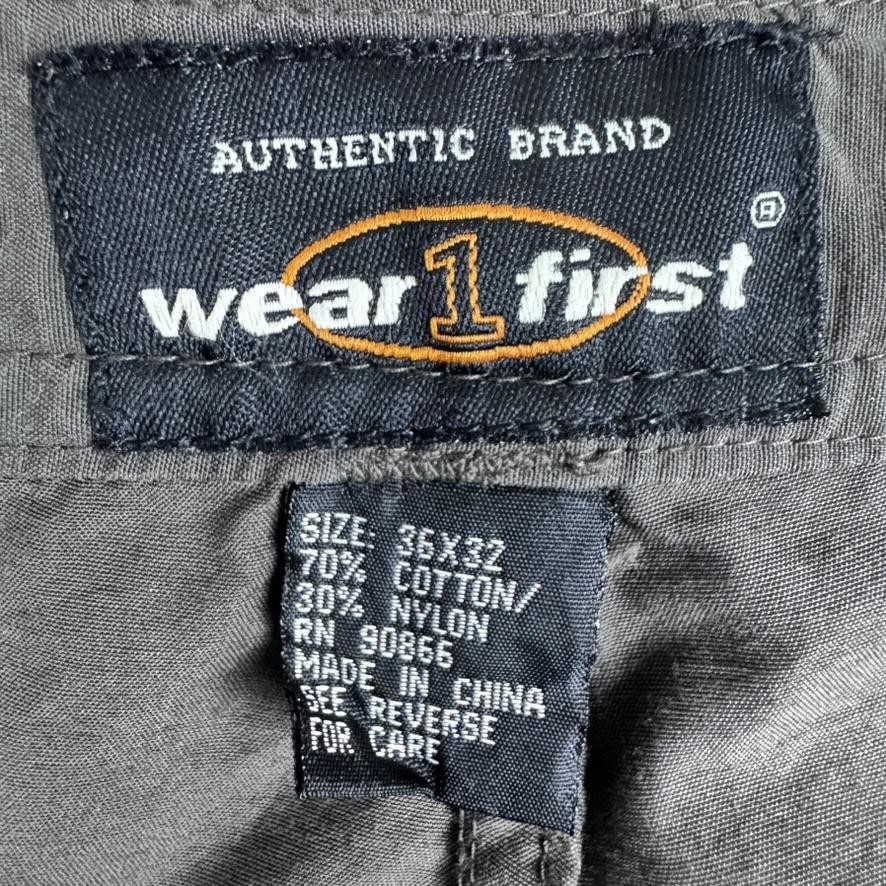 AUTHENTIC BRAND
wear 1 first ®
SIZE: 36X32
70% COTTON/
30% NYLON
RN 90866
MADE IN CHINA
SEE REVERSE
FOR CARE